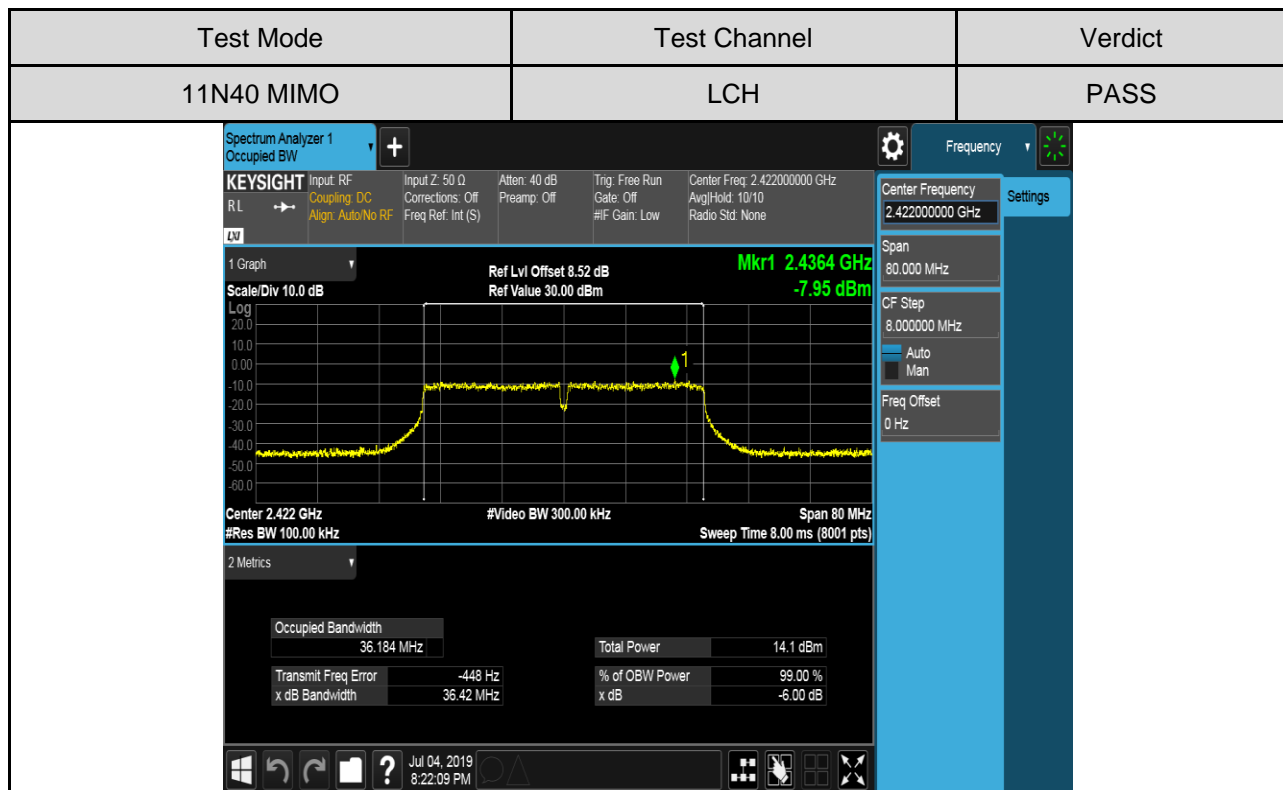 Test Mode Test Channel Verdict
11N40 MIMO LCH PASS
Spectrum Analyzer 1
Occupied BW
+
Frequency
KEYSIGHT Input: RF Input Z: 50 Ω Atten: 40 dB Trig: Free Run Center Freq: 2.422000000 GHz
RL Coupling: DC Corrections: Off Preamp: Off Gate: Off Avg|Hold: 10/10
Align: Auto/No RF Freq Ref: Int (S) #IF Gain: Low Radio Std: None
LXI
Center Frequency
2.422000000 GHz
Settings
Span
80.000 MHz
CF Step
8.000000 MHz
Auto
Man
Freq Offset
0 Hz
1 Graph Ref Lvl Offset 8.52 dB Mkr1 2.4364 GHz
Scale/Div 10.0 dB Ref Value 30.00 dBm -7.95 dBm
Log
20.0
10.0
0.00
1
-10.0
-20.0
-30.0
-40.0
-50.0
-60.0
Center 2.422 GHz #Video BW 300.00 kHz Span 80 MHz
#Res BW 100.00 kHz Sweep Time 8.00 ms (8001 pts)
2 Metrics
Occupied Bandwidth
36.184 MHz Total Power 14.1 dBm
Transmit Freq Error -448 Hz % of OBW Power 99.00 %
x dB Bandwidth 36.42 MHz x dB -6.00 dB
? Jul 04, 2019
8:22:09 PM